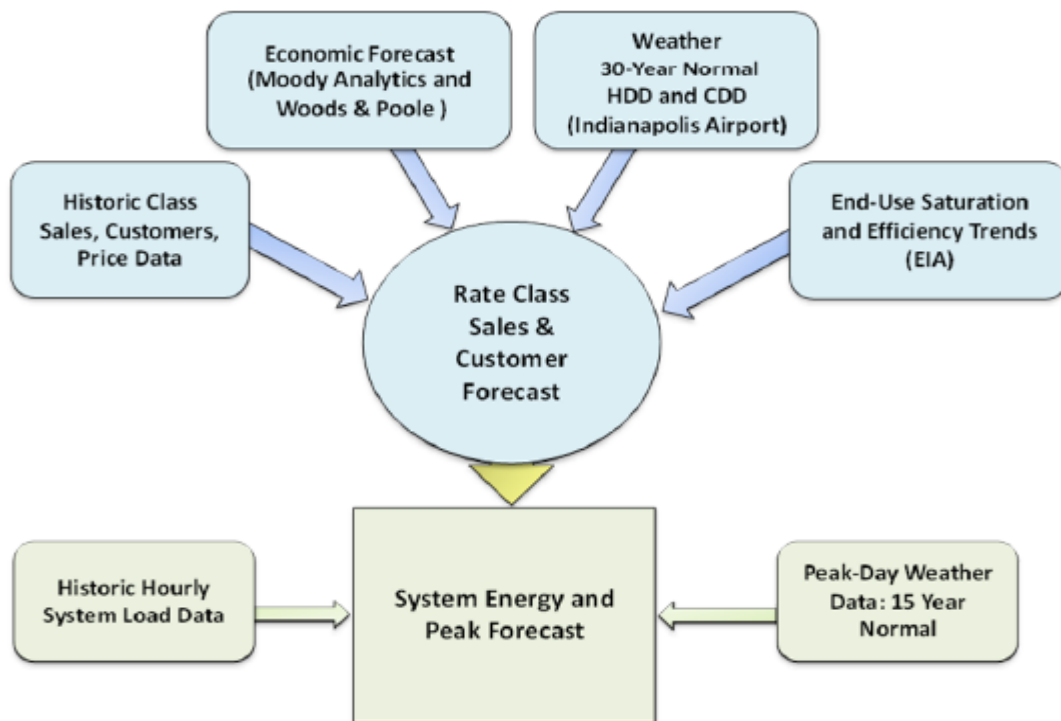 Economic Forecast
(Moody Analytics and
Woods & Poole )
Weather
30-Year Normal
HDD and CDD
(Indianapolis Airport)
Historic Class
Sales, Customers,
Price Data
End-Use Saturation
and Efficiency Trends
(EIA)
Rate Class
Sales &
Customer
Forecast
Historic Hourly
System Load Data
System Energy and
Peak Forecast
Peak-Day Weather
Data: 15 Year
Normal